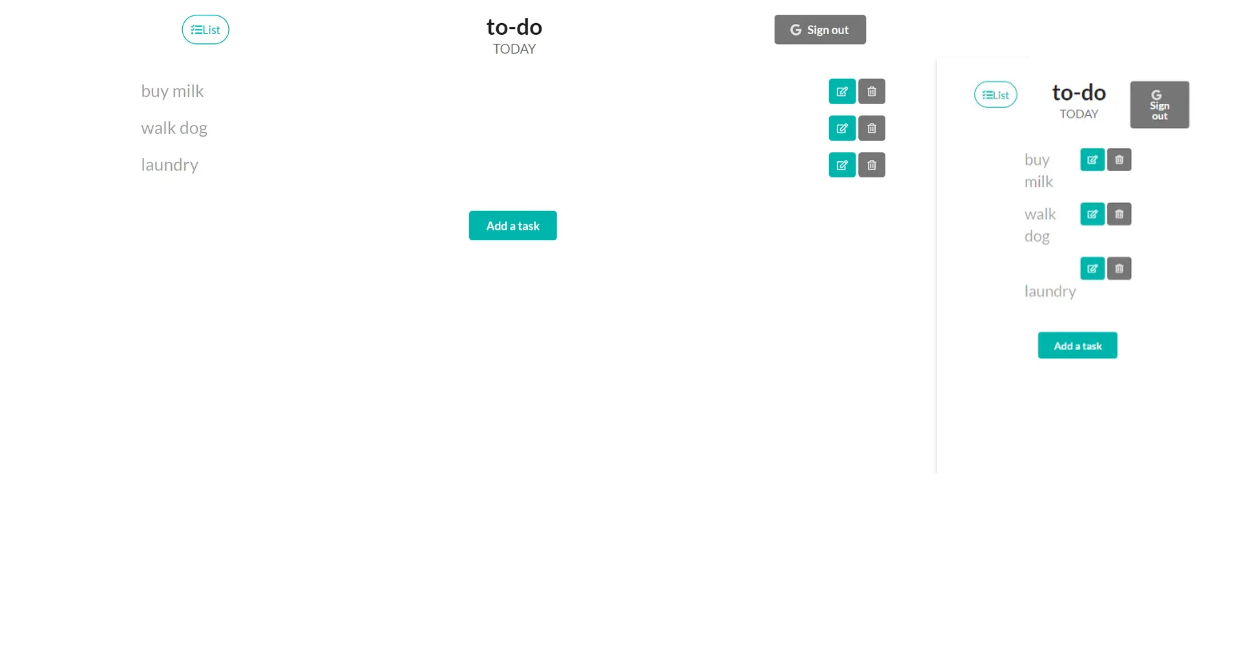 List
to-do
TODAY
Sign out
buy milk
walk dog
laundry
Add a task
List
to-do
TODAY
Sign
out
buy
milk
walk
dog
laundry
Add a task